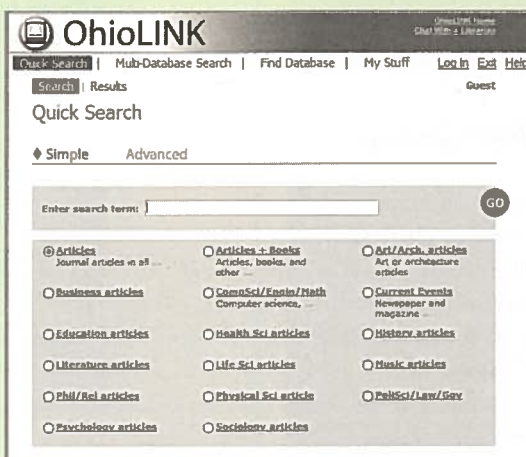 OhioLINK
OhioLINK Home
Chat With a Librarian
Quick Search | Multi-Database Search | Find Database | My Stuff Log In Exit Help
Search | Results Guest
Quick Search
Simple Advanced
Enter search term: GO
Articles Articles + Books Art/Arch. articles
Journal articles in all ... Articles, books, and Art or architecture
other ... articles
Business articles CompSci/Engin/Math Current Events
Computer science, ... Newspaper and
magazine ...
Education articles Health Sci articles History articles
Literature articles Life Sci articles Music articles
Phil/Rel articles Physical Sci article PoliSci/Law/Gov
Psychology articles Sociology articles